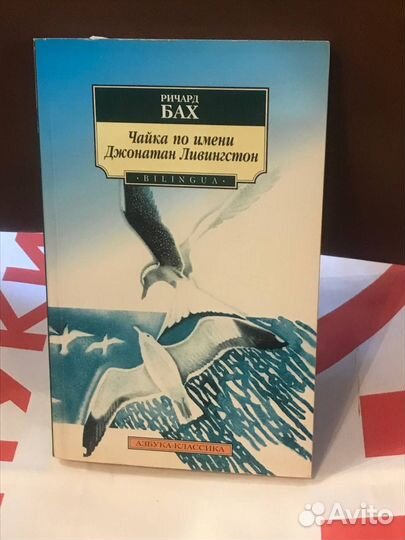 РИЧАРД
БАХ
Чайка по имени
Джонатан Ливингстон
·BILINGUA·
АЗБУКА-КЛАССИКА
Avito